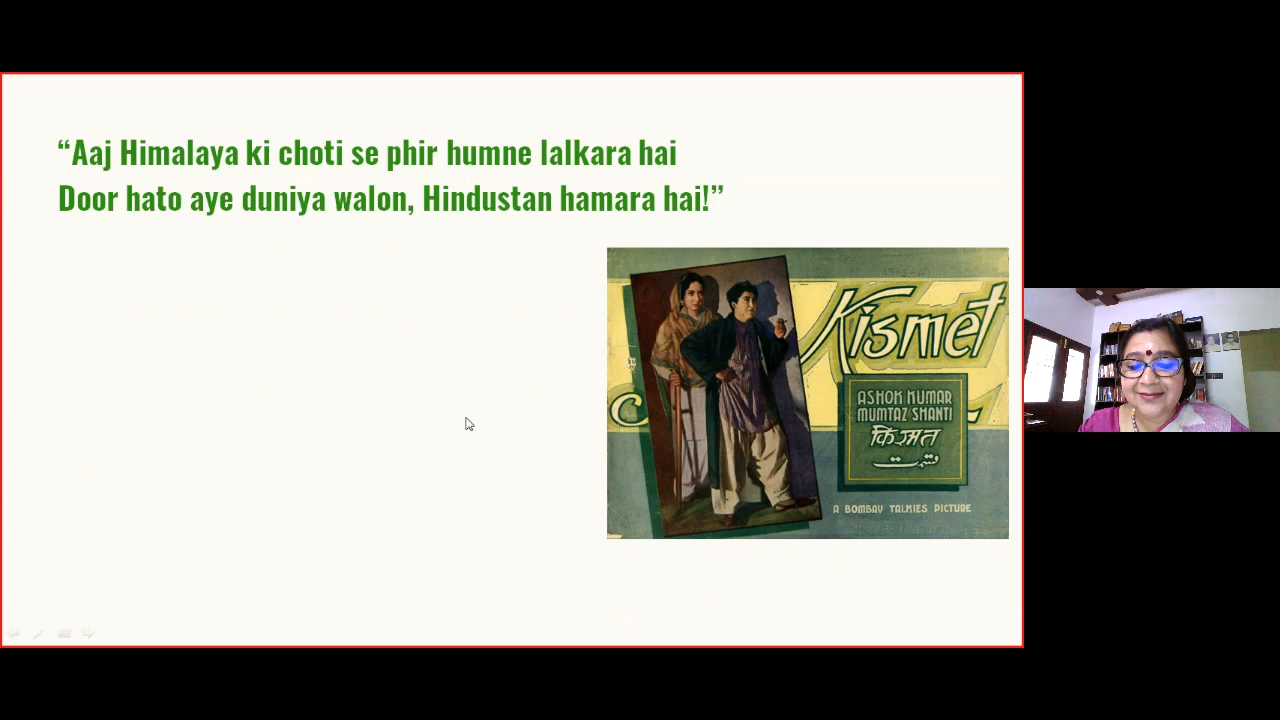 “Aaj Himalaya ki choti se phir humne lalkara hai
Door hato aye duniya walon, Hindustan hamara hai!”
Kismet
ASHOK KUMAR
MUMTAZ SHANTI
किस्मत
قسمت
A BOMBAY TALKIES PICTURE